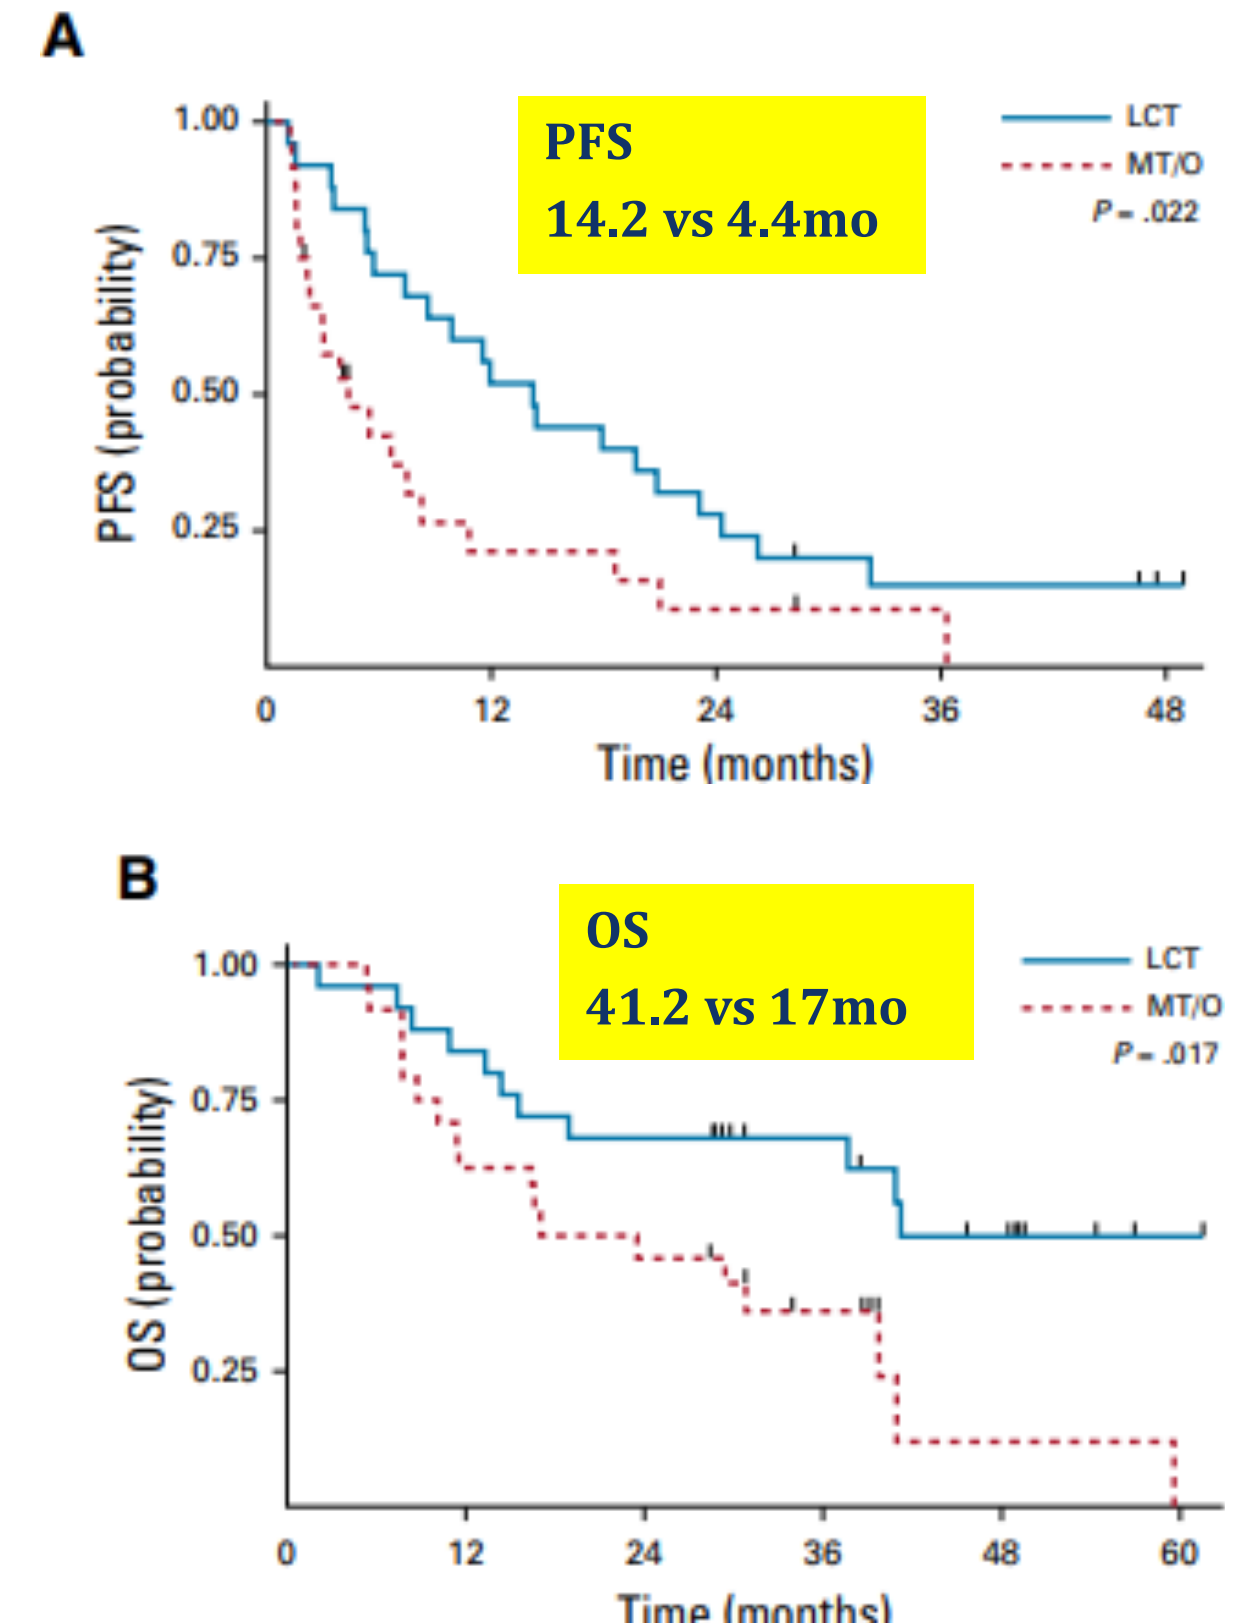 A
PFS
14.2 vs 4.4mo
LCT
MT/O
P = .022
1.00
0.75
0.50
0.25
PFS (probability)
0 12 24 36 48
Time (months)
B
OS
41.2 vs 17mo
LCT
MT/O
P = .017
1.00
0.75
0.50
0.25
OS (probability)
0 12 24 36 48 60
Time (months)